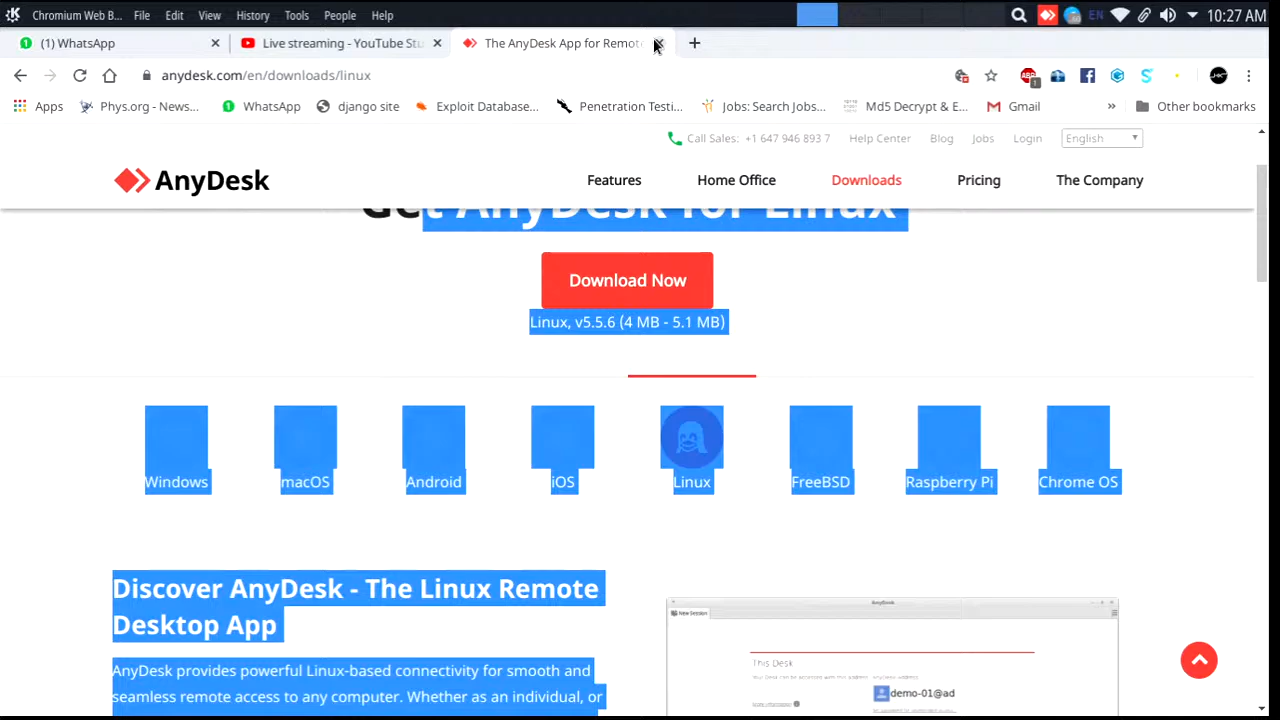 Chromium Web B... File Edit View History Tools People Help EN 10:27 AM
(1) WhatsApp Live streaming - YouTube Stu The AnyDesk App for Remot
anydesk.com/en/downloads/linux
Apps Phys.org - News... WhatsApp django site Exploit Database... Penetration Testi... Jobs: Search Jobs... Md5 Decrypt & E... Gmail » Other bookmarks
Call Sales: +1 647 946 893 7 Help Center Blog Jobs Login English
AnyDesk Features Home Office Downloads Pricing The Company
Get AnyDesk for Linux
Download Now
Linux, v5.5.6 (4 MB - 5.1 MB)
Windows macOS Android iOS Linux FreeBSD Raspberry Pi Chrome OS
Discover AnyDesk - The Linux Remote
Desktop App
AnyDesk provides powerful Linux-based connectivity for smooth and
seamless remote access to any computer. Whether as an individual, or
AnyDesk
New Session
This Desk
demo-01@ad